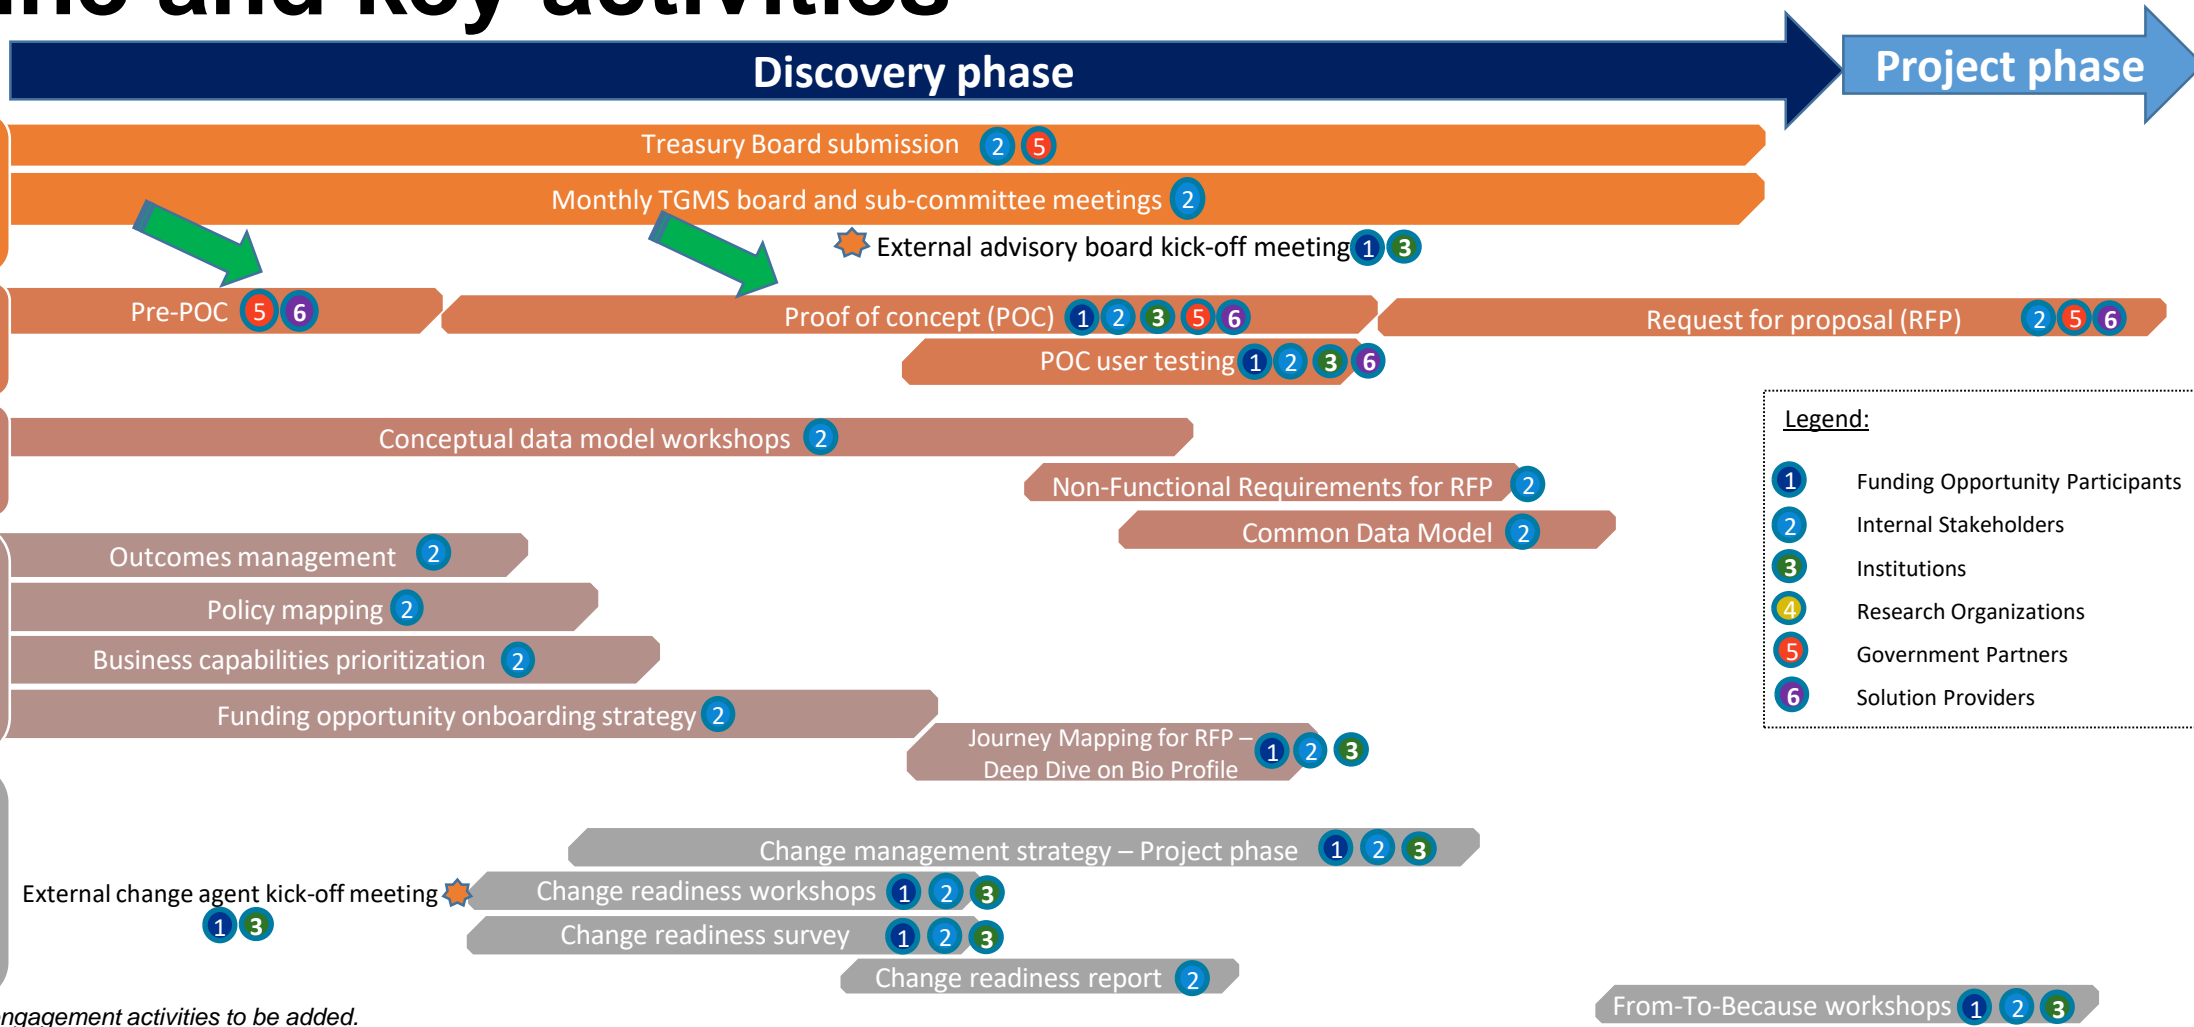 and key activities
Discovery phase
Project phase
Treasury Board submission 2 5
Monthly TGMS board and sub-committee meetings 2
External advisory board kick-off meeting 1 3
Pre-POC 5 6
Proof of concept (POC) 1 2 3 5 6
Request for proposal (RFP) 2 5 6
POC user testing 1 2 3 6
Conceptual data model workshops 2
Non-Functional Requirements for RFP 2
Common Data Model 2
Outcomes management 2
Policy mapping 2
Business capabilities prioritization 2
Funding opportunity onboarding strategy 2
Journey Mapping for RFP –
Deep Dive on Bio Profile
1 2 3
Change management strategy – Project phase 1 2 3
External change agent kick-off meeting
1 3
Change readiness workshops 1 2 3
Change readiness survey 1 2 3
Change readiness report 2
From-To-Because workshops 1 2 3
Legend:
1 Funding Opportunity Participants
2 Internal Stakeholders
3 Institutions
4 Research Organizations
5 Government Partners
6 Solution Providers
activities to be added.